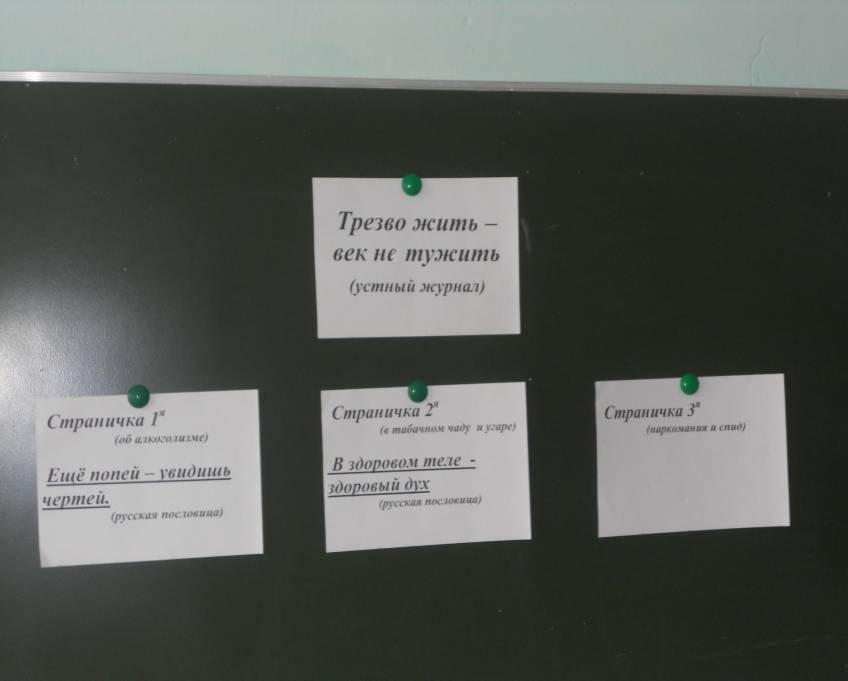 Трезво жить –
век не тужить
(устный журнал)
Страничка 1я
(об алкоголизме)
Ещё попей – увидишь
чертей.
(русская пословица)
Страничка 2я
(в табачном чаду и угаре)
В здоровом теле -
здоровый дух
(русская пословица)
Страничка 3я
(наркомания и спид)